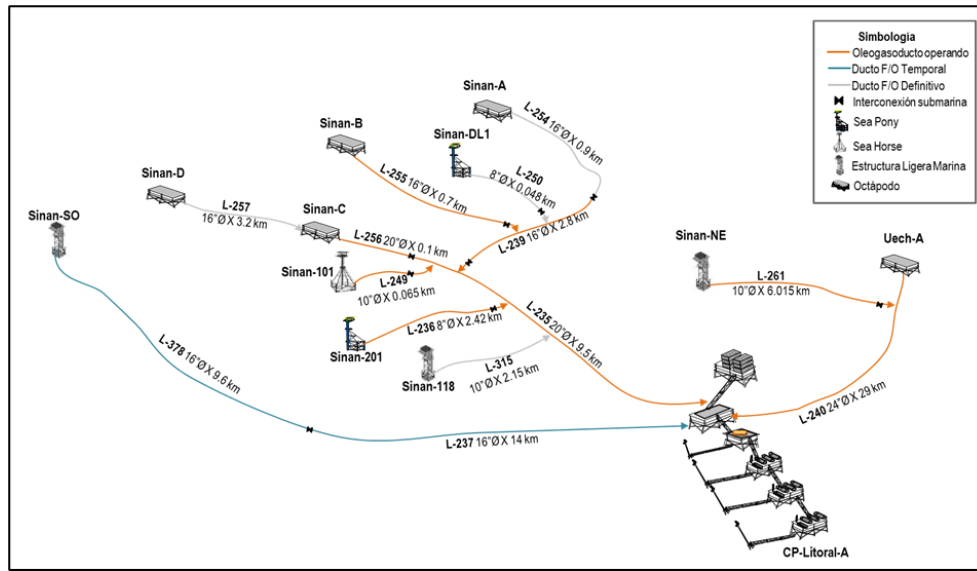 Simbología
Oleogasoducto operando
Ducto F/O Temporal
Ducto F/O Definitivo
Interconexión submarina
Sea Pony
Sea Horse
Estructura Ligera Marina
Octápodo
Sinan-A
L-254 16"Ø X 0.9 km
Sinan-B
Sinan-DL1
L-250
8"Ø X 0.048 km
L-255 16"Ø X 0.7 km
Sinan-D
L-257
16"Ø X 3.2 km
Sinan-C
L-239 16"Ø X 2.8 km
Sinan-SO
L-256 20"Ø X 0.1 km
Sinan-NE
Uech-A
Sinan-101
L-249
10"Ø X 0.065 km
L-261
10"Ø X 6.015 km
L-235 20"Ø X 9.5 km
L-236 8"Ø X 2.42 km
Sinan-201
L-315
10"Ø X 2.15 km
Sinan-118
L-378 16"Ø X 9.6 km
L-240 24"Ø X 29 km
L-237 16"Ø X 14 km
CP-Litoral-A